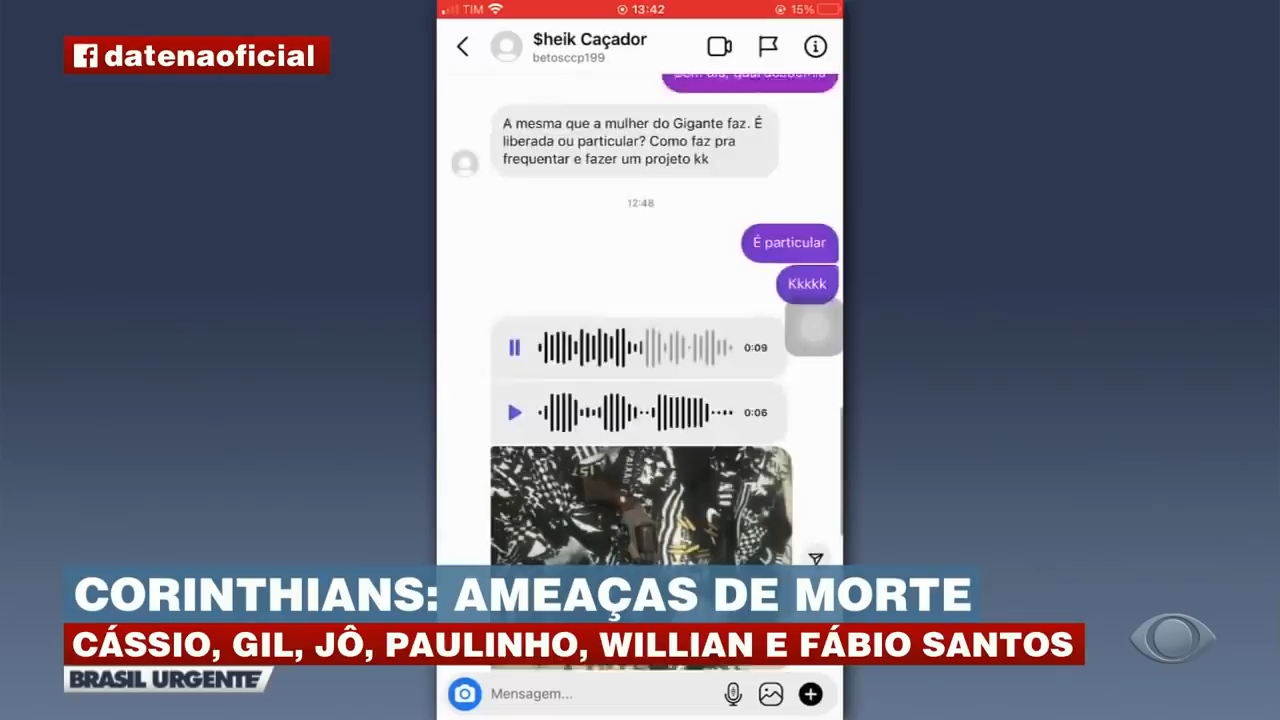 TIM
13:42
15%
datenaoficial
$heik Caçador
betosccp199
A mesma que a mulher do Gigante faz. É
liberada ou particular? Como faz pra
frequentar e fazer um projeto kk
12:48
É particular
Kkkkk
0:09
0:06
CORINTHIANS: AMEAÇAS DE MORTE
CÁSSIO, GIL, JÔ, PAULINHO, WILLIAN E FÁBIO SANTOS
BRASIL URGENTE
Mensagem...